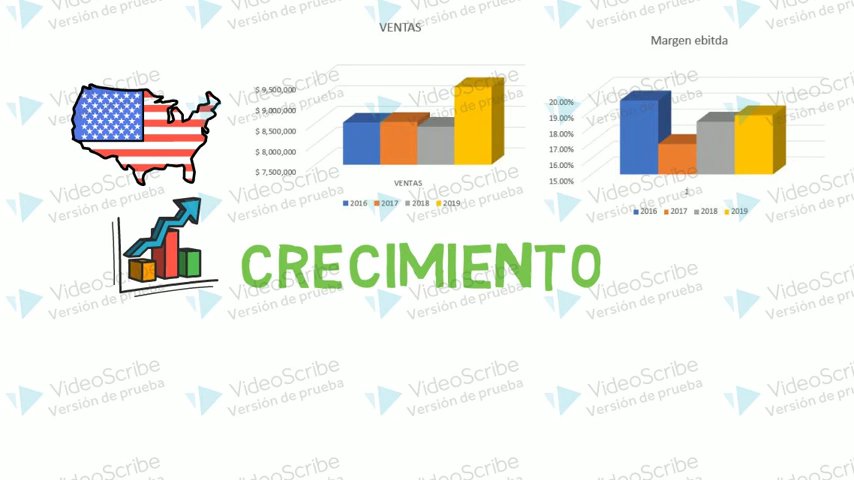 VENTAS
$ 9,500,000
$ 9,000,000
$ 8,500,000
$ 8,000,000
$ 7,500,000
VENTAS
2016 2017 2018 2019
Margen ebitda
20.00%
19.00%
18.00%
17.00%
16.00%
15.00%
1
2016 2017 2018 2019
CRECIMIENTO
VideoScribe
Versión de prueba